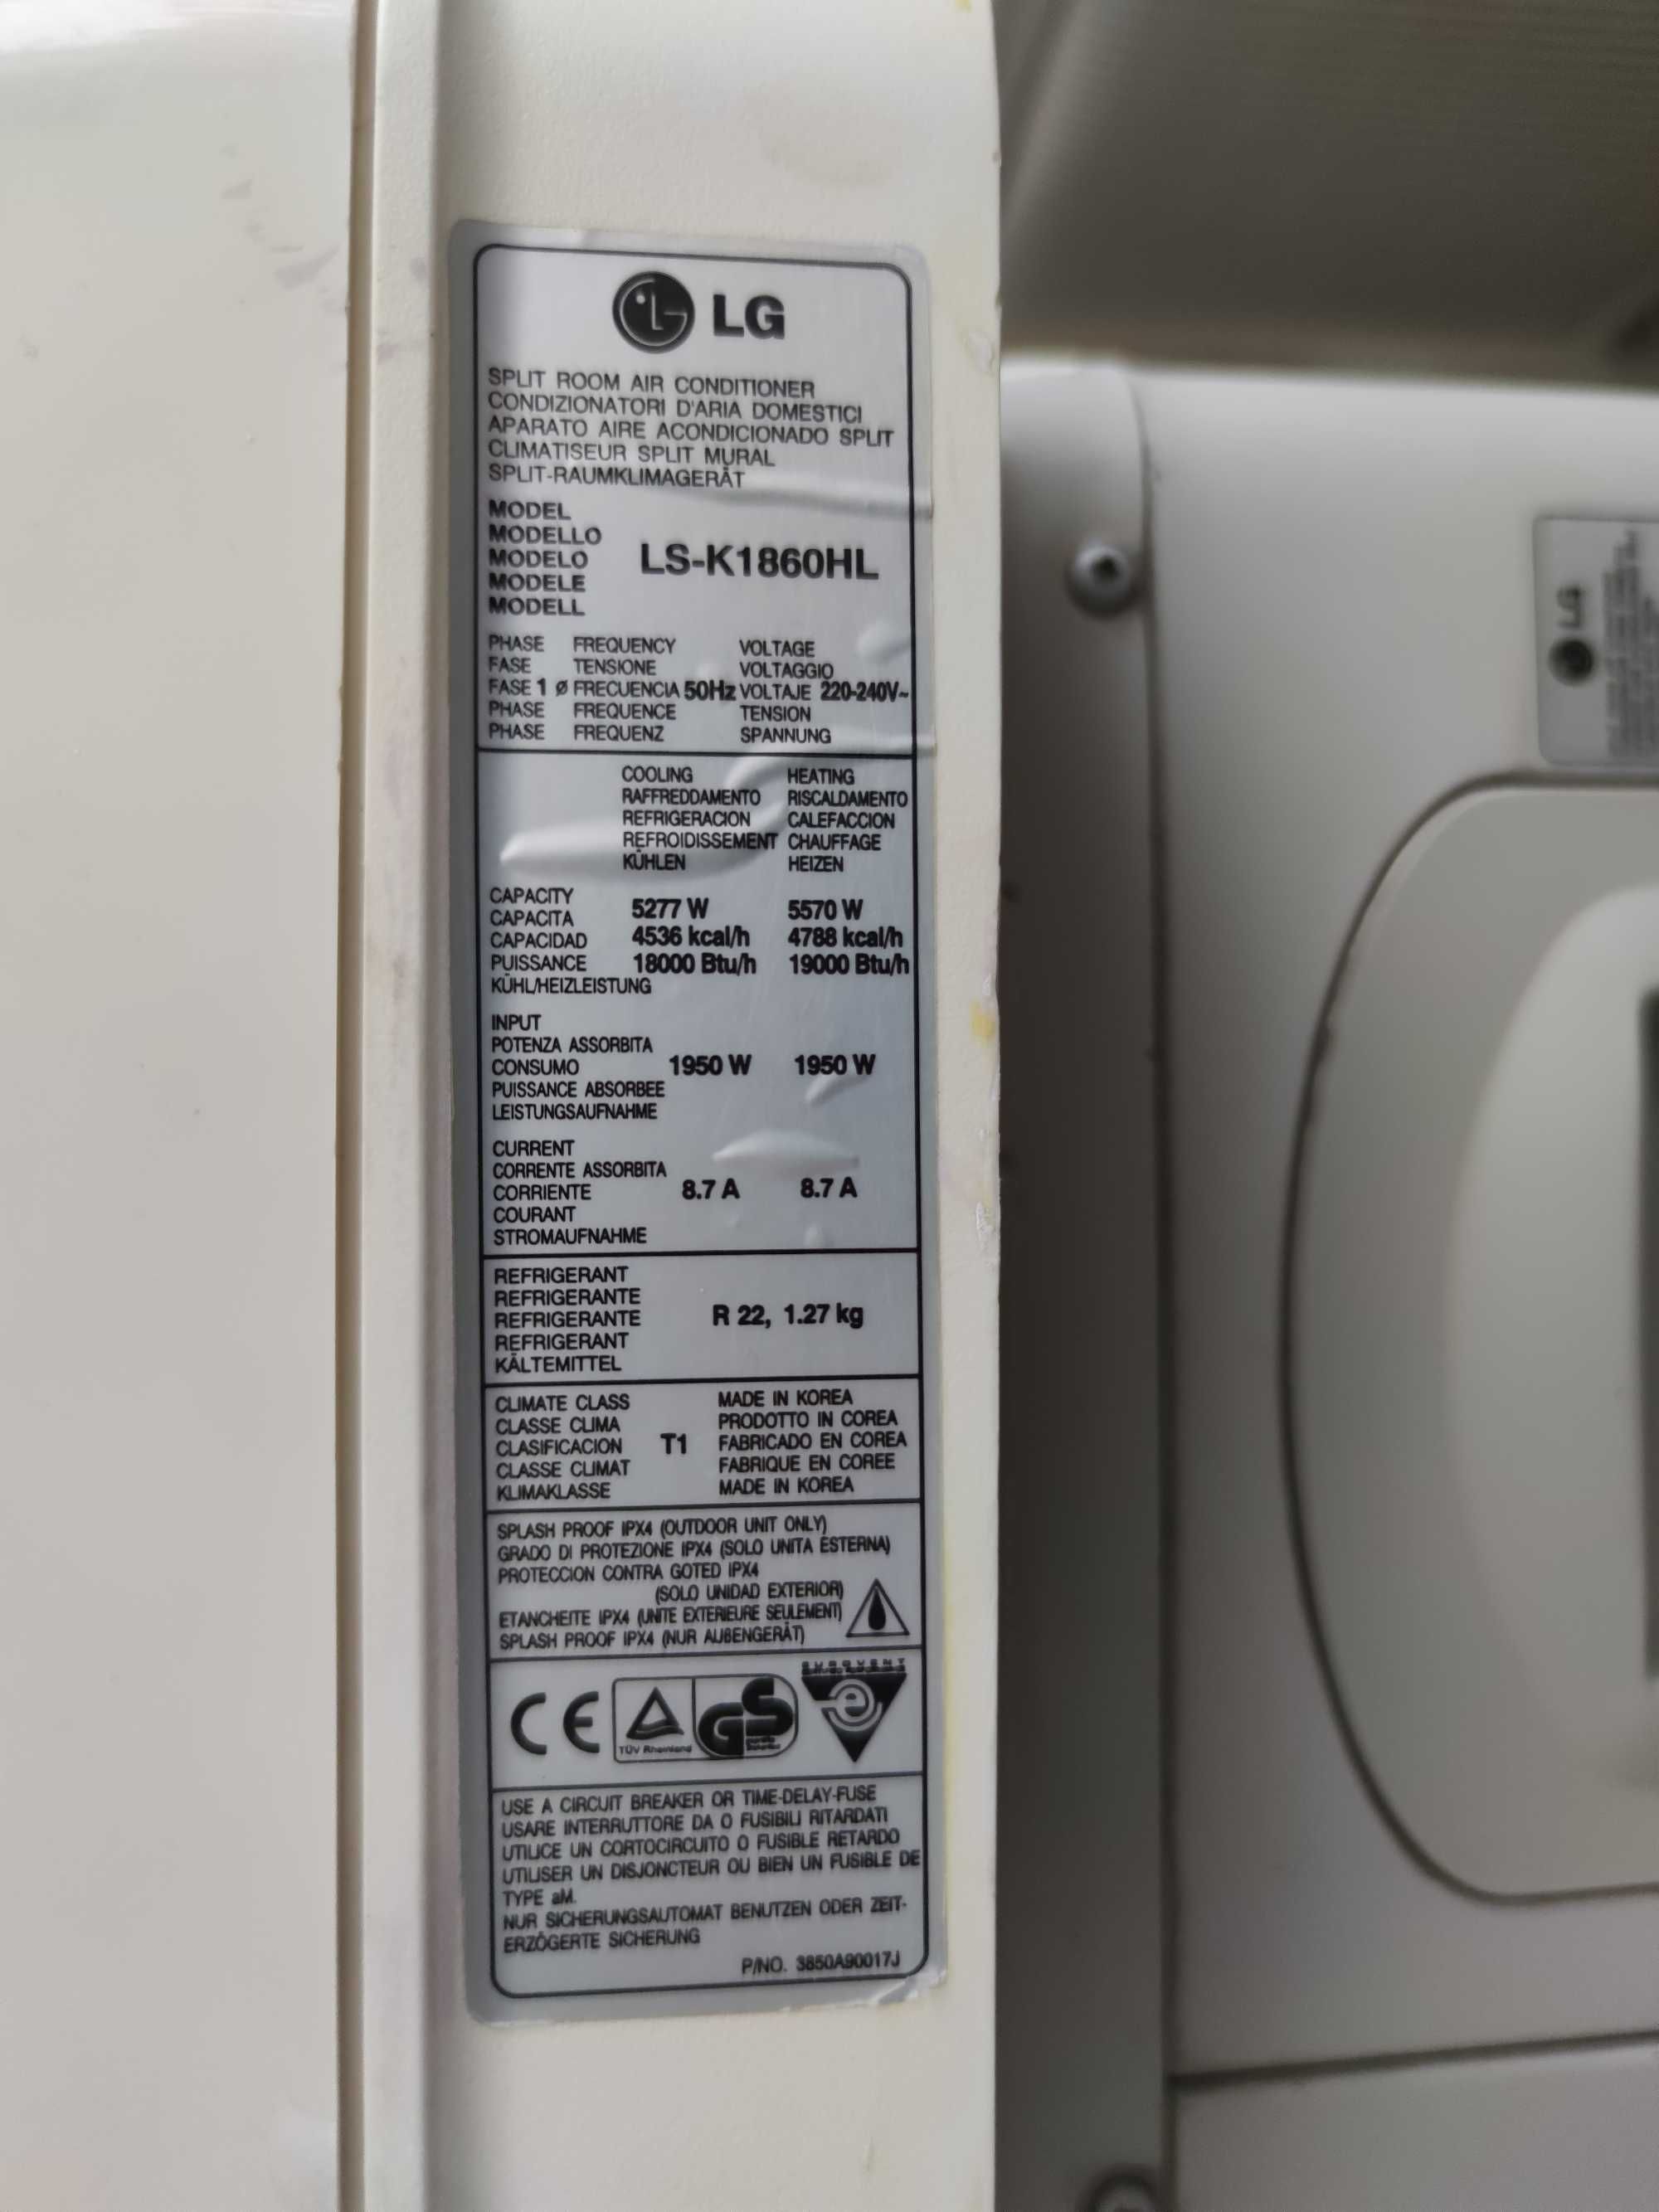 LG
SPLIT ROOM AIR CONDITIONER
CONDIZIONATORI D'ARIA DOMESTICI
APARATO AIRE ACONDICIONADO SPLIT
CLIMATISEUR SPLIT MURAL
SPLIT-RAUMKLIMAGERÄT
MODEL
MODELLO
MODELO LS-K1860HL
MODELE
MODELL
PHASE FREQUENCY VOLTAGE
FASE TENSIONE VOLTAGGIO
FASE 1 ø FRECUENCIA 50Hz VOLTAJE 220-240V~
PHASE FREQUENCE TENSION
PHASE FREQUENZ SPANNUNG
COOLING HEATING
RAFFREDDAMENTO RISCALDAMENTO
REFRIGERACION CALEFACCION
REFROIDISSEMENT CHAUFFAGE
KÜHLEN HEIZEN
CAPACITY
CAPACITA 5277 W 5570 W
CAPACIDAD 4536 kcal/h 4788 kcal/h
PUISSANCE 18000 Btu/h 19000 Btu/h
KÜHL/HEIZLEISTUNG
INPUT
POTENZA ASSORBITA
CONSUMO 1950 W 1950 W
PUISSANCE ABSORBEE
LEISTUNGSAUFNAHME
CURRENT
CORRENTE ASSORBITA
CORRIENTE 8.7 A 8.7 A
COURANT
STROMAUFNAHME
REFRIGERANT
REFRIGERANTE
REFRIGERANTE R 22, 1.27 kg
REFRIGERANT
KÄLTEMITTEL
CLIMATE CLASS MADE IN KOREA
CLASSE CLIMA PRODOTTO IN COREA
CLASIFICACION T1 FABRICADO EN COREA
CLASSE CLIMAT FABRIQUE EN COREE
KLIMAKLASSE MADE IN KOREA
SPLASH PROOF IPX4 (OUTDOOR UNIT ONLY)
GRADO DI PROTEZIONE IPX4 (SOLO UNITA ESTERNA)
PROTECCION CONTRA GOTED IPX4
(SOLO UNIDAD EXTERIOR)
ETANCHEITE IPX4 (UNITE EXTERIEURE SEULEMENT)
SPLASH PROOF IPX4 (NUR AUßENGERÄT)
EUROVENT
CE GS e
TÜV Rheinland
USE A CIRCUIT BREAKER OR TIME-DELAY-FUSE
USARE INTERRUTTORE DA O FUSIBILI RITARDATI
UTILICE UN CORTOCIRCUITO O FUSIBLE RETARDO
UTILISER UN DISJONCTEUR OU BIEN UN FUSIBLE DE
TYPE aM.
NUR SICHERUNGSAUTOMAT BENUTZEN ODER ZEIT-
ERZÖGERTE SICHERUNG
P/NO. 3850A90017J
LG